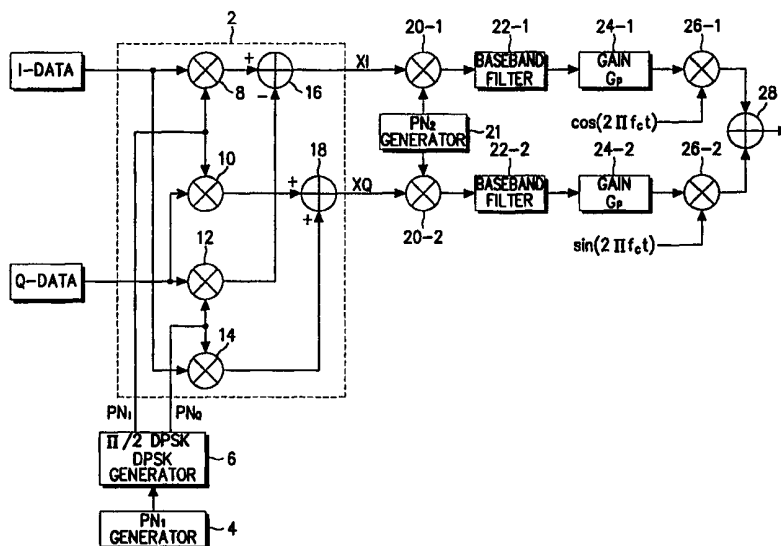 2
I-DATA
8
+
-
16
XI
20-1
22-1
BASEBAND
FILTER
24-1
GAIN
Gp
26-1
cos(2Πfct)
28
PN2
GENERATOR
21
10
+
+
18
XQ
20-2
22-2
BASEBAND
FILTER
24-2
GAIN
Gp
26-2
sin(2Πfct)
Q-DATA
12
14
PNI
PNQ
Π/2 DPSK
DPSK
GENERATOR
6
PN1
GENERATOR
4